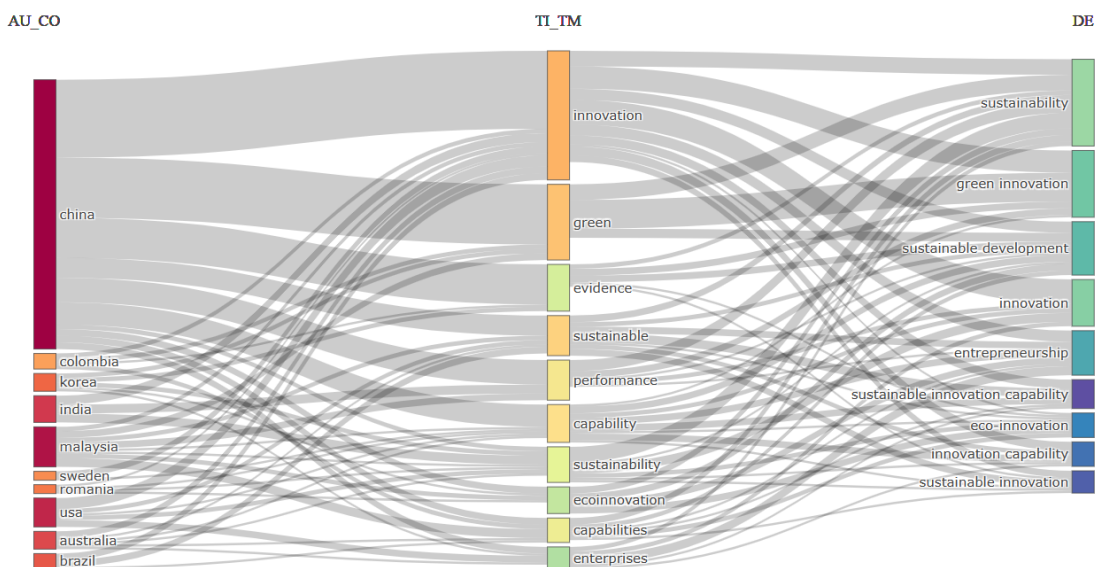 AU_CO
TI_TM
DE
china
colombia
korea
india
malaysia
sweden
romania
usa
australia
brazil
innovation
green
evidence
sustainable
performance
capability
sustainability
ecoinnovation
capabilities
enterprises
sustainability
green innovation
sustainable development
innovation
entrepreneurship
sustainable innovation capability
eco-innovation
innovation capability
sustainable innovation